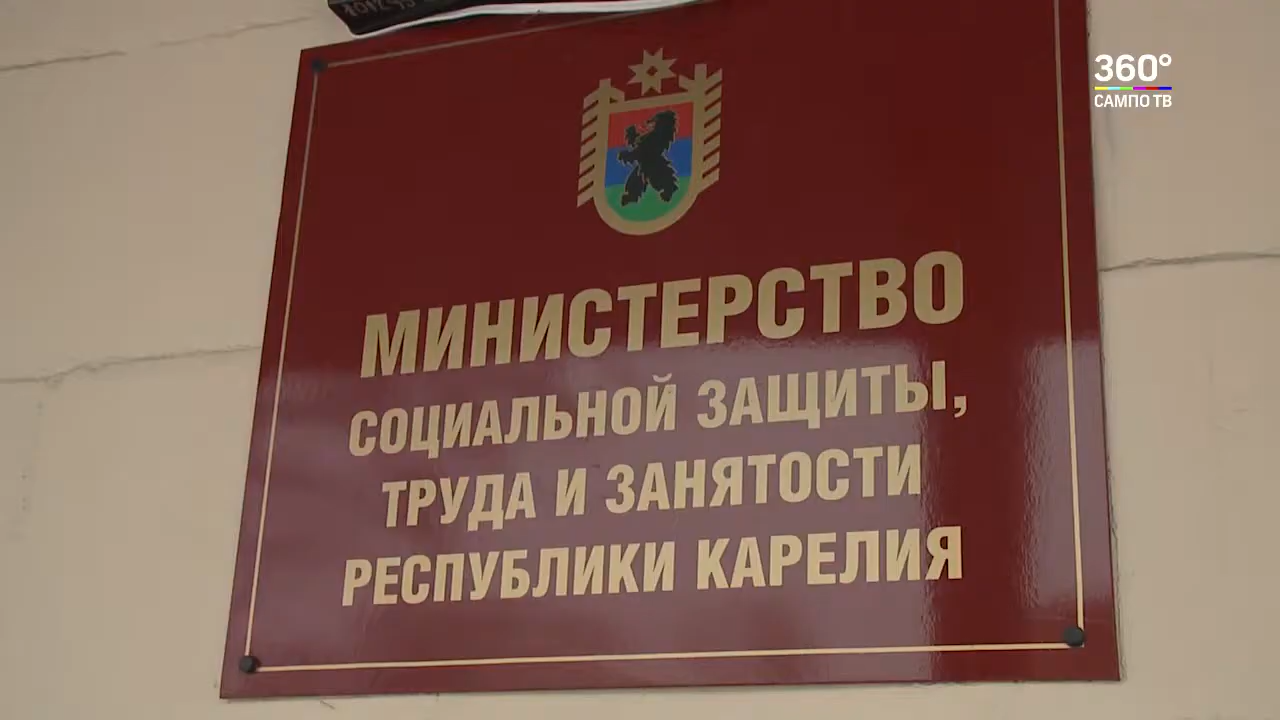 360°
САМПО ТВ
МИНИСТЕРСТВО
СОЦИАЛЬНОЙ ЗАЩИТЫ,
ТРУДА И ЗАНЯТОСТИ
РЕСПУБЛИКИ КАРЕЛИЯ